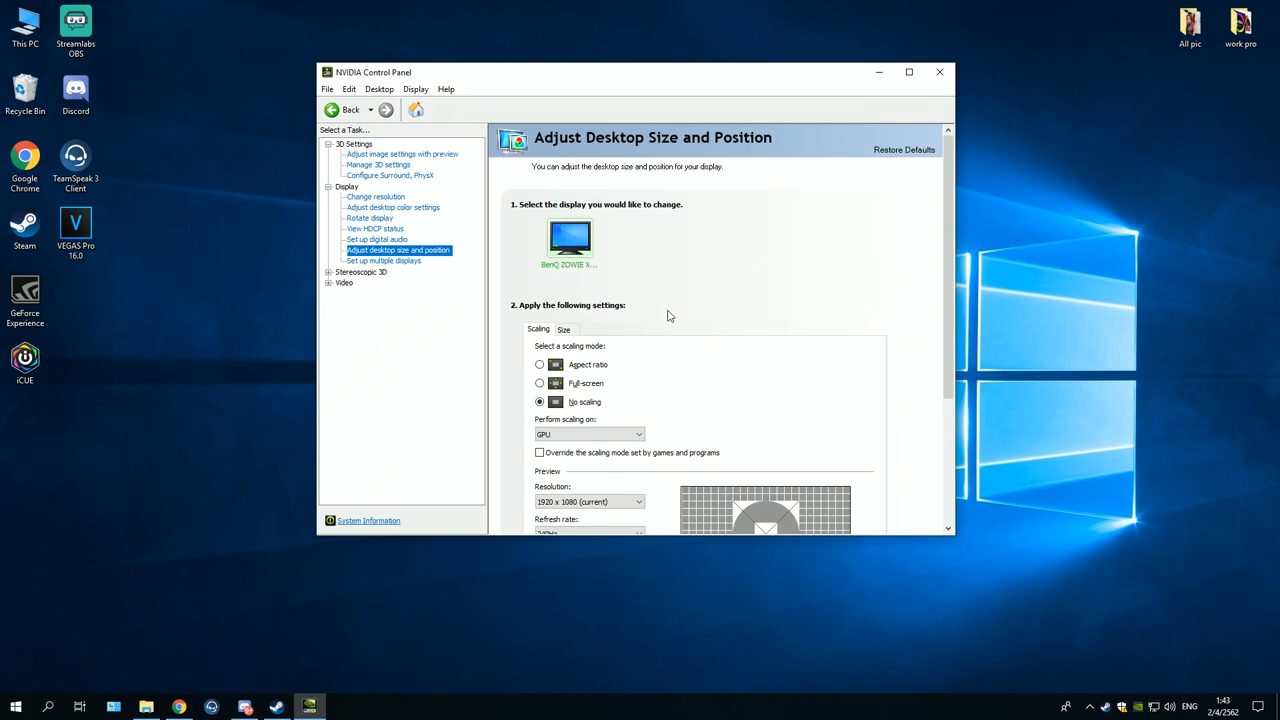 This PC
Streamlabs
OBS
All pic
work pro
Recycle Bin
Discord
Google
Chrome
TeamSpeak 3
Client
Steam
VEGAS Pro
16.0
GeForce
Experience
iCUE
NVIDIA Control Panel
File Edit Desktop Display Help
Back
Select a Task...
3D Settings
Adjust image settings with preview
Manage 3D settings
Configure Surround, PhysX
Display
Change resolution
Adjust desktop color settings
Rotate display
View HDCP status
Set up digital audio
Adjust desktop size and position
Set up multiple displays
Stereoscopic 3D
Video
System Information
Adjust Desktop Size and Position
Restore Defaults
You can adjust the desktop size and position for your display.
1. Select the display you would like to change.
BenQ ZOWIE X...
2. Apply the following settings:
Scaling Size
Select a scaling mode:
Aspect ratio
Full-screen
No scaling
Perform scaling on:
GPU
Override the scaling mode set by games and programs
Preview
Resolution:
1920 x 1080 (current)
Refresh rate:
240Hz
ENG
1:43
2/4/2562